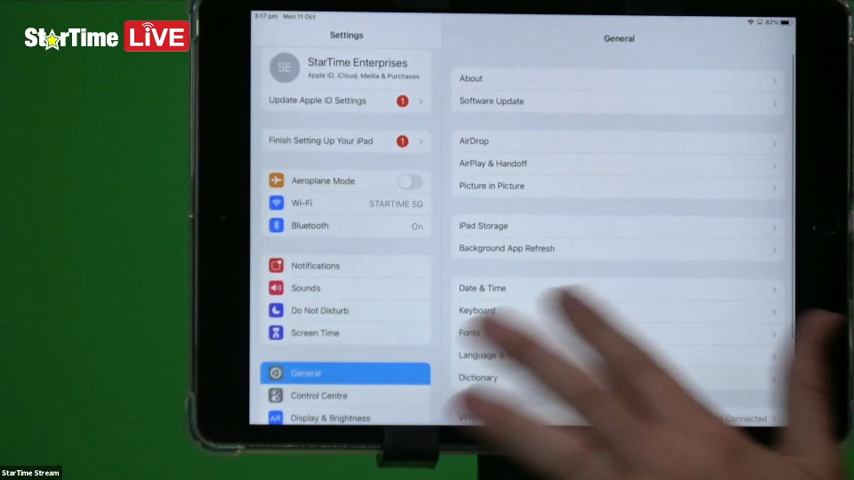 StarTime LIVE
3:17 pm Mon 11 Oct
82%
Settings
SE
StarTime Enterprises
Apple ID, iCloud, Media & Purchases
Update Apple ID Settings 1
Finish Setting Up Your iPad 1
Aeroplane Mode
Wi-Fi STARTIME 5G
Bluetooth On
Notifications
Sounds
Do Not Disturb
Screen Time
General
Control Centre
AA Display & Brightness
General
About
Software Update
AirDrop
AirPlay & Handoff
Picture in Picture
iPad Storage
Background App Refresh
Date & Time
Keyboard
Fonts
Language &
Dictionary
VPN
Connected
StarTime Stream